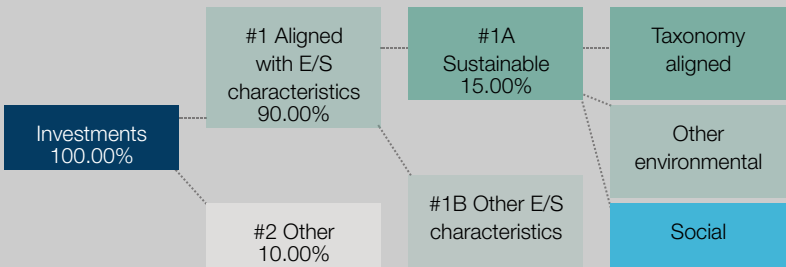 Investments
100.00%
#1 Aligned
with E/S
characteristics
90.00%
#2 Other
10.00%
#1A
Sustainable
15.00%
#1B Other E/S
characteristics
Taxonomy
aligned
Other
environmental
Social